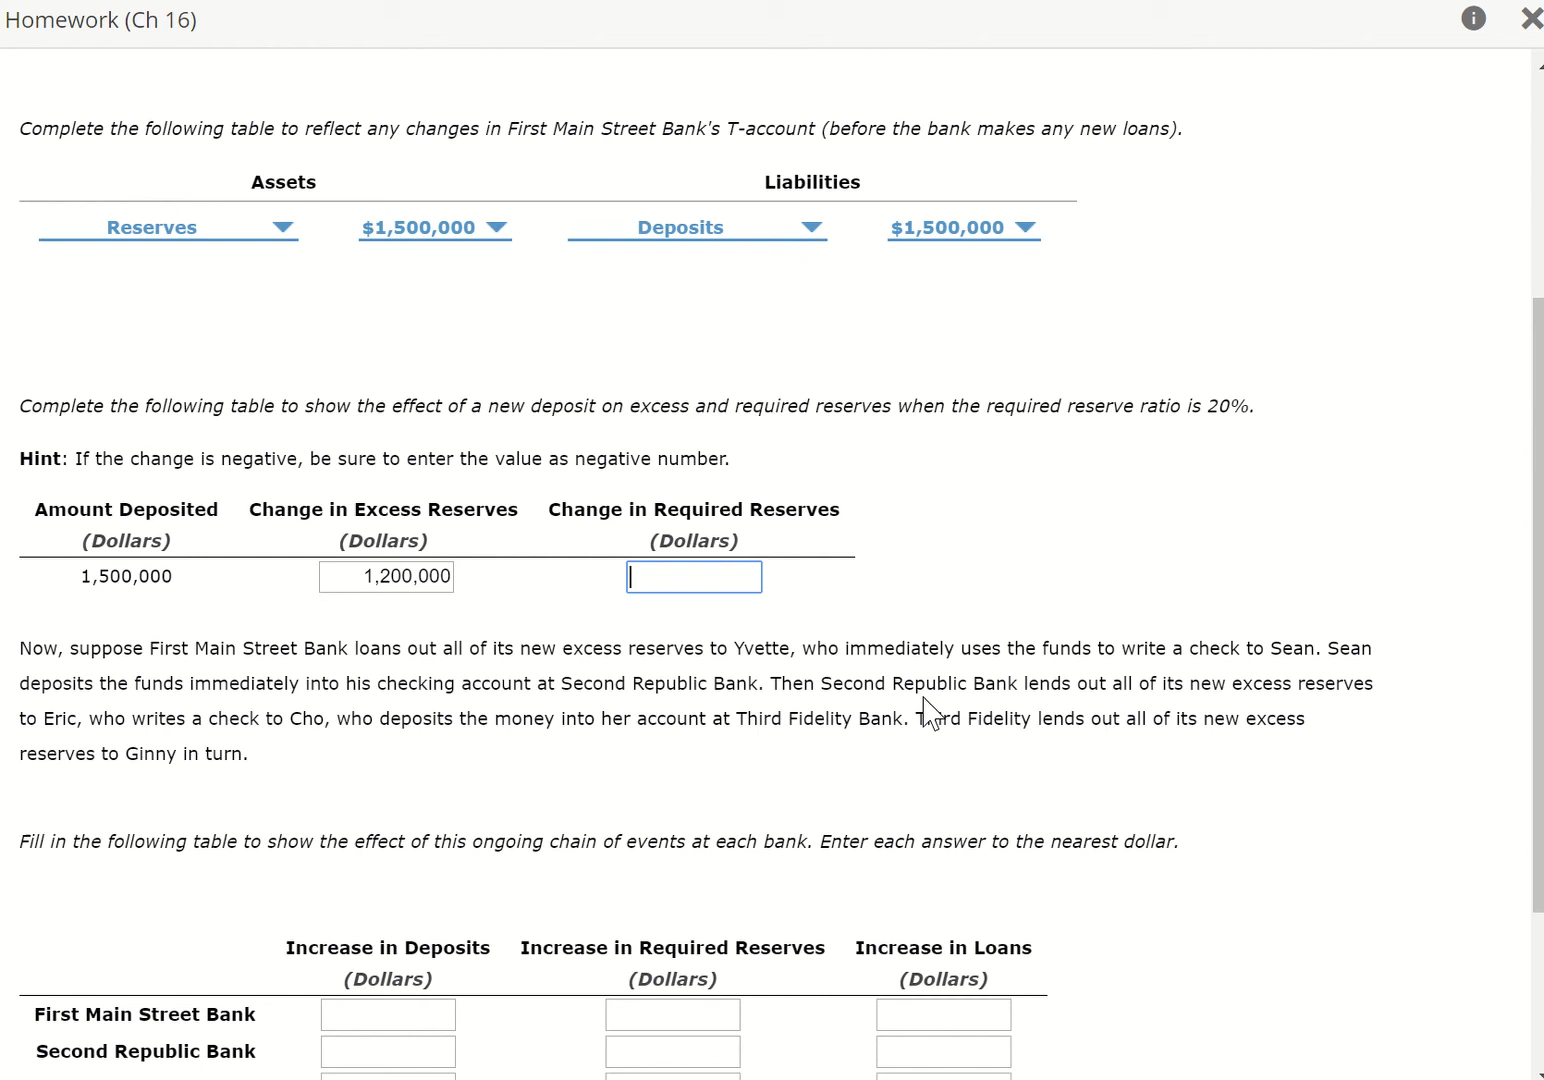 Homework (Ch 16)
Complete the following table to reflect any changes in First Main Street Bank's T-account (before the bank makes any new loans).
Assets Liabilities
Reserves $1,500,000 Deposits $1,500,000
Complete the following table to show the effect of a new deposit on excess and required reserves when the required reserve ratio is 20%.
Hint: If the change is negative, be sure to enter the value as negative number.
Amount Deposited Change in Excess Reserves Change in Required Reserves
(Dollars) (Dollars) (Dollars)
1,500,000 1,200,000
Now, suppose First Main Street Bank loans out all of its new excess reserves to Yvette, who immediately uses the funds to write a check to Sean. Sean
deposits the funds immediately into his checking account at Second Republic Bank. Then Second Republic Bank lends out all of its new excess reserves
to Eric, who writes a check to Cho, who deposits the money into her account at Third Fidelity Bank. Third Fidelity lends out all of its new excess
reserves to Ginny in turn.
Fill in the following table to show the effect of this ongoing chain of events at each bank. Enter each answer to the nearest dollar.
Increase in Deposits Increase in Required Reserves Increase in Loans
(Dollars) (Dollars) (Dollars)
First Main Street Bank
Second Republic Bank